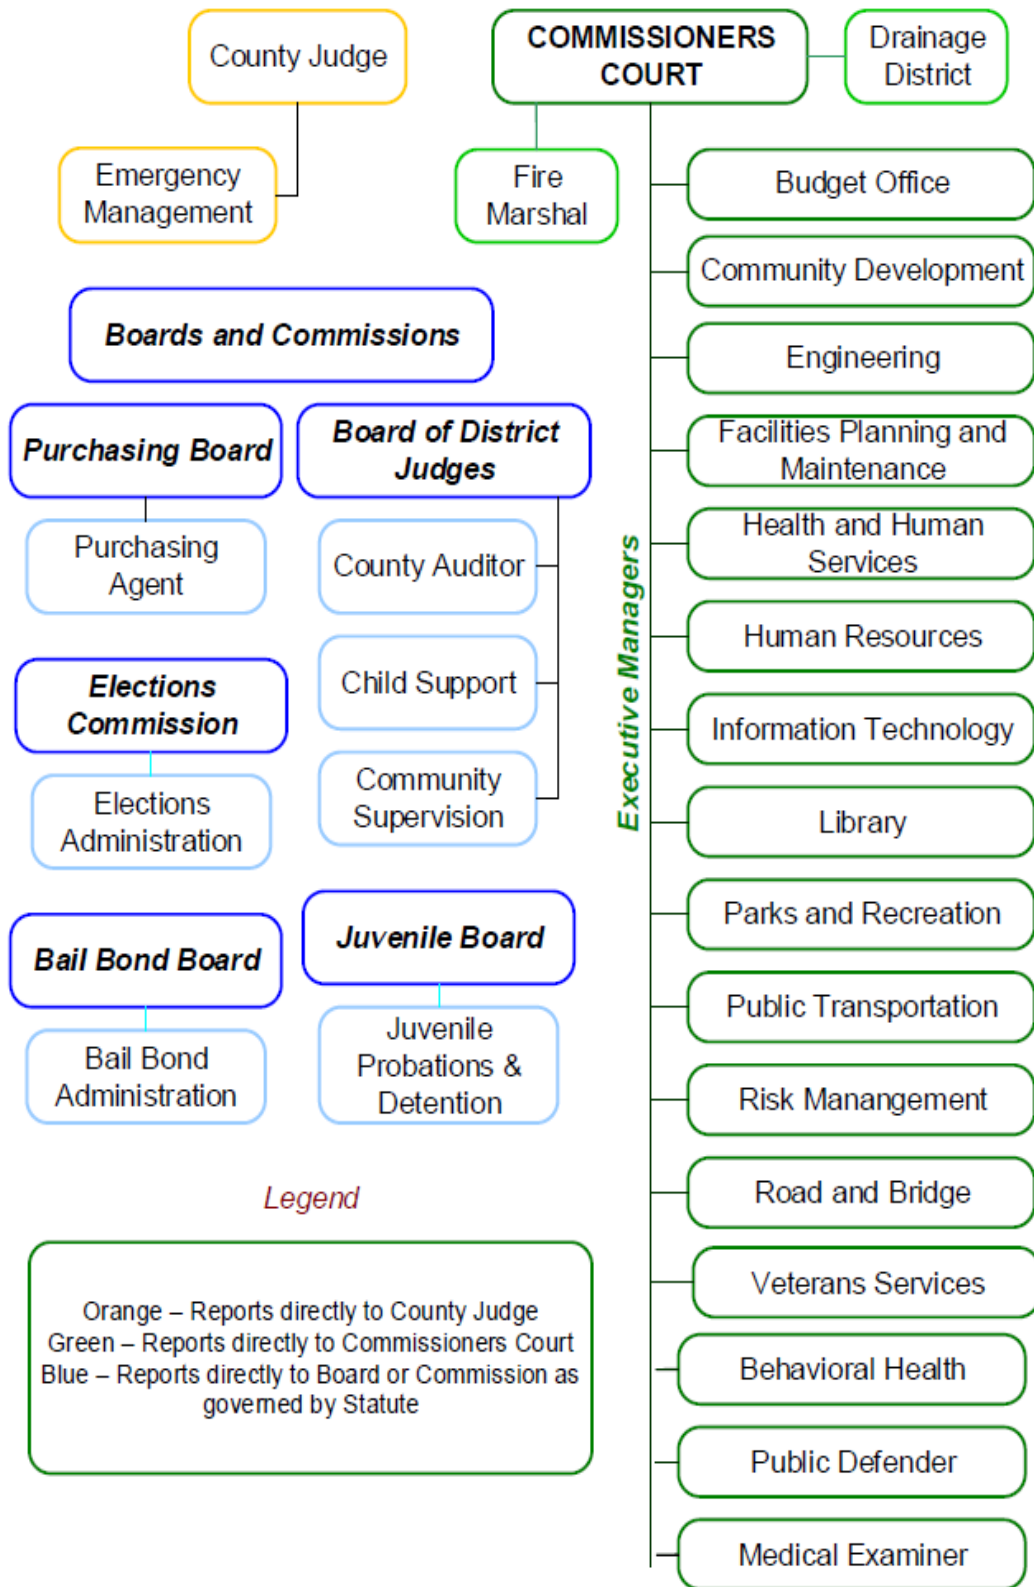 County Judge
COMMISSIONERS
COURT
Drainage
District
Emergency
Management
Fire
Marshal
Boards and Commissions
Purchasing Board
Purchasing
Agent
Board of District
Judges
County Auditor
Child Support
Community
Supervision
Elections
Commission
Elections
Administration
Bail Bond Board
Bail Bond
Administration
Juvenile Board
Juvenile
Probations &
Detention
Executive Managers
Budget Office
Community Development
Engineering
Facilities Planning and
Maintenance
Health and Human
Services
Human Resources
Information Technology
Library
Parks and Recreation
Public Transportation
Risk Manangement
Road and Bridge
Veterans Services
Behavioral Health
Public Defender
Medical Examiner
Legend
Orange – Reports directly to County Judge
Green – Reports directly to Commissioners Court
Blue – Reports directly to Board or Commission as
governed by Statute